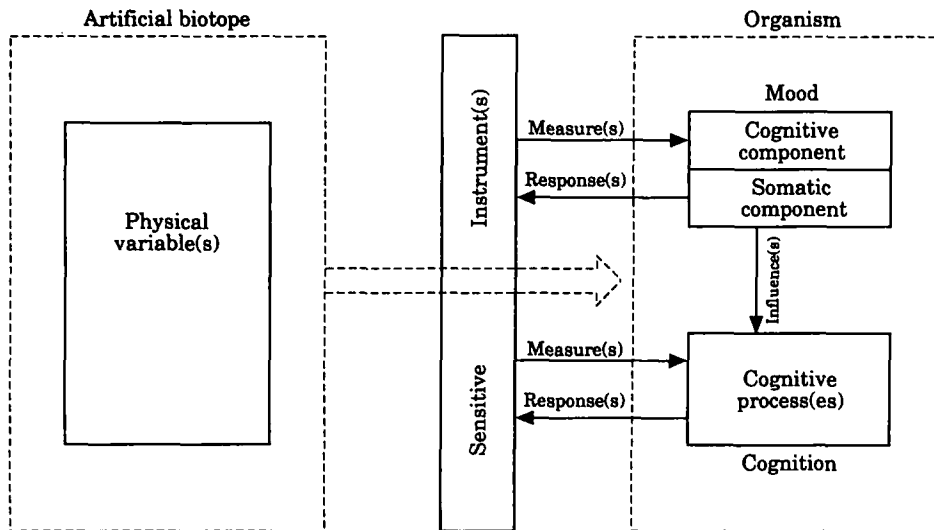 Artificial biotope
Organism
Physical
variable(s)
Sensitive Instrument(s)
Measure(s)
Response(s)
Measure(s)
Response(s)
Mood
Cognitive
component
Somatic
component
Influence(s)
Cognitive
process(es)
Cognition